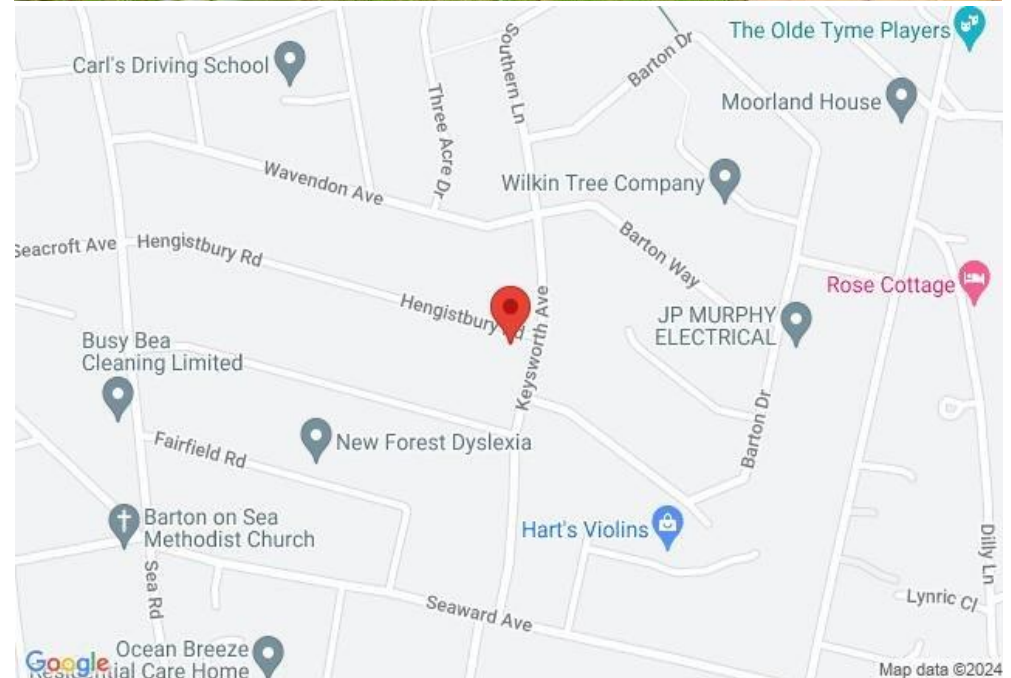 The Olde Tyme Players
Southern Ln
Barton Dr
Carl's Driving School
Three Acre Dr
Moorland House
Wavendon Ave
Wilkin Tree Company
Seacroft Ave
Hengistbury Rd
Barton Way
Rose Cottage
Hengistbury Rd
Keysworth Ave
JP MURPHY
ELECTRICAL
Busy Bea
Cleaning Limited
Barton Dr
Fairfield Rd
New Forest Dyslexia
Barton on Sea
Methodist Church
Hart's Violins
Dilly Ln
Sea Rd
Seaward Ave
Lynric Cl
Ocean Breeze
Residential Care Home
Google
Map data ©2024